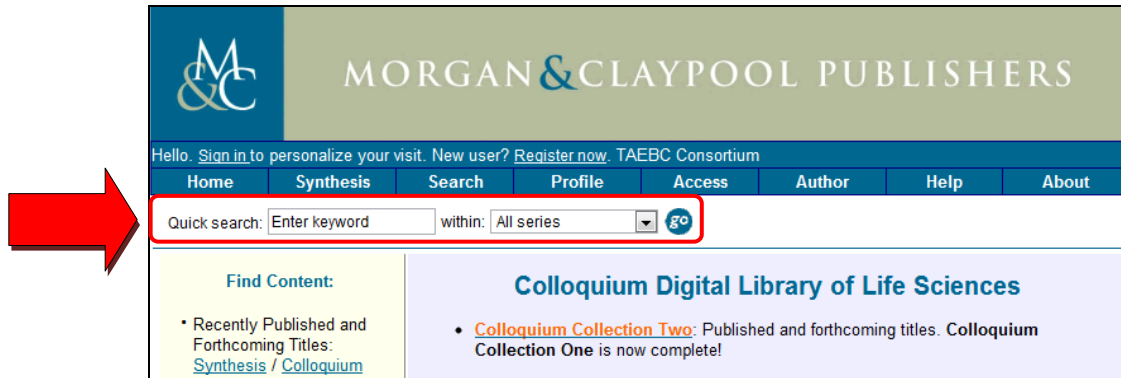 M&C
MORGAN&CLAYPOOL PUBLISHERS
Hello. Sign in to personalize your visit. New user? Register now. TAEBC Consortium
Home Synthesis Search Profile Access Author Help About
Quick search: Enter keyword within: All series go
Find Content:
• Recently Published and
Forthcoming Titles:
Synthesis / Colloquium
Colloquium Digital Library of Life Sciences
• Colloquium Collection Two: Published and forthcoming titles. Colloquium
Collection One is now complete!